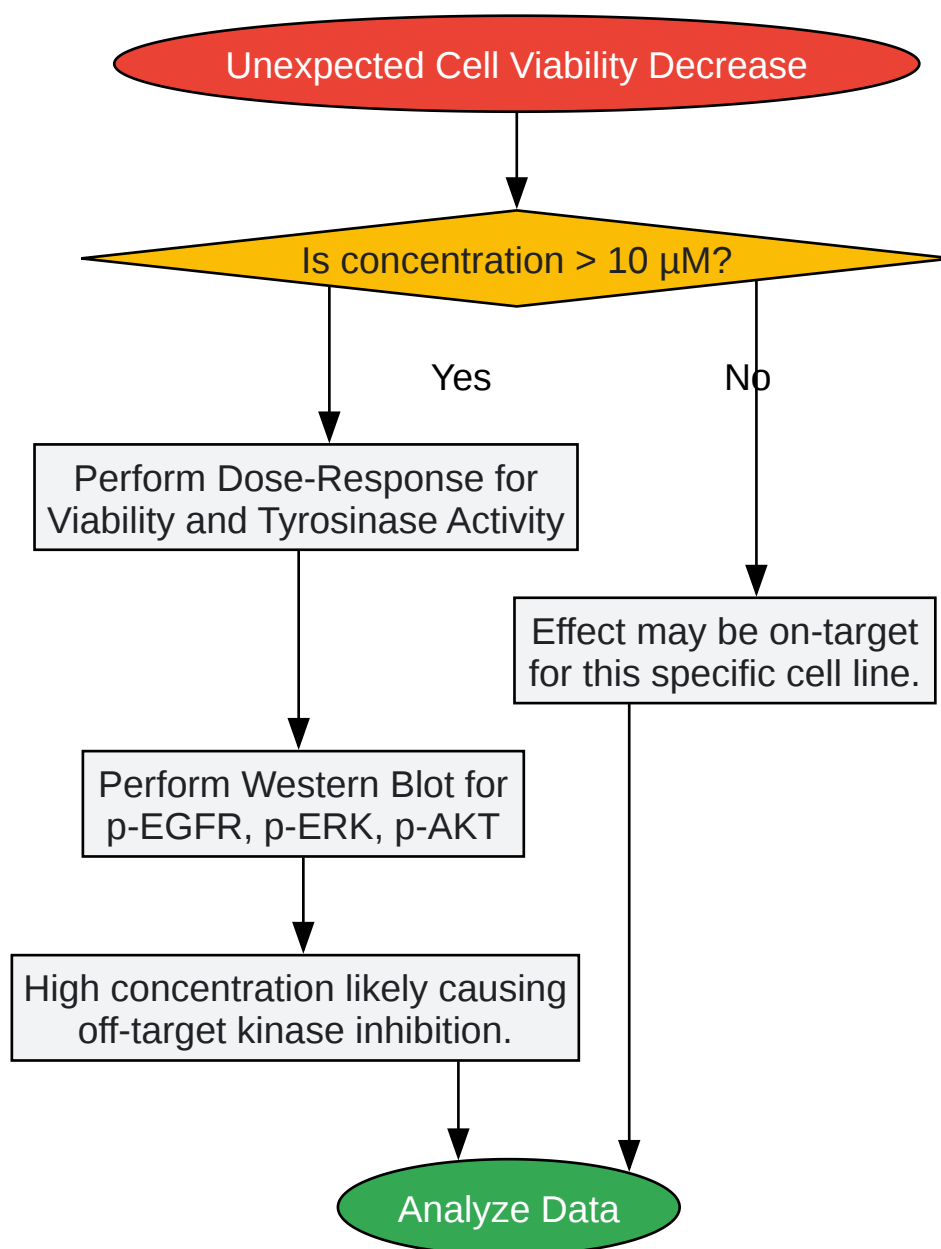 Unexpected Cell Viability Decrease
Is concentration > 10 µM?
Yes
No
Perform Dose-Response for
Viability and Tyrosinase Activity
Effect may be on-target
for this specific cell line.
Perform Western Blot for
p-EGFR, p-ERK, p-AKT
High concentration likely causing
off-target kinase inhibition.
Analyze Data